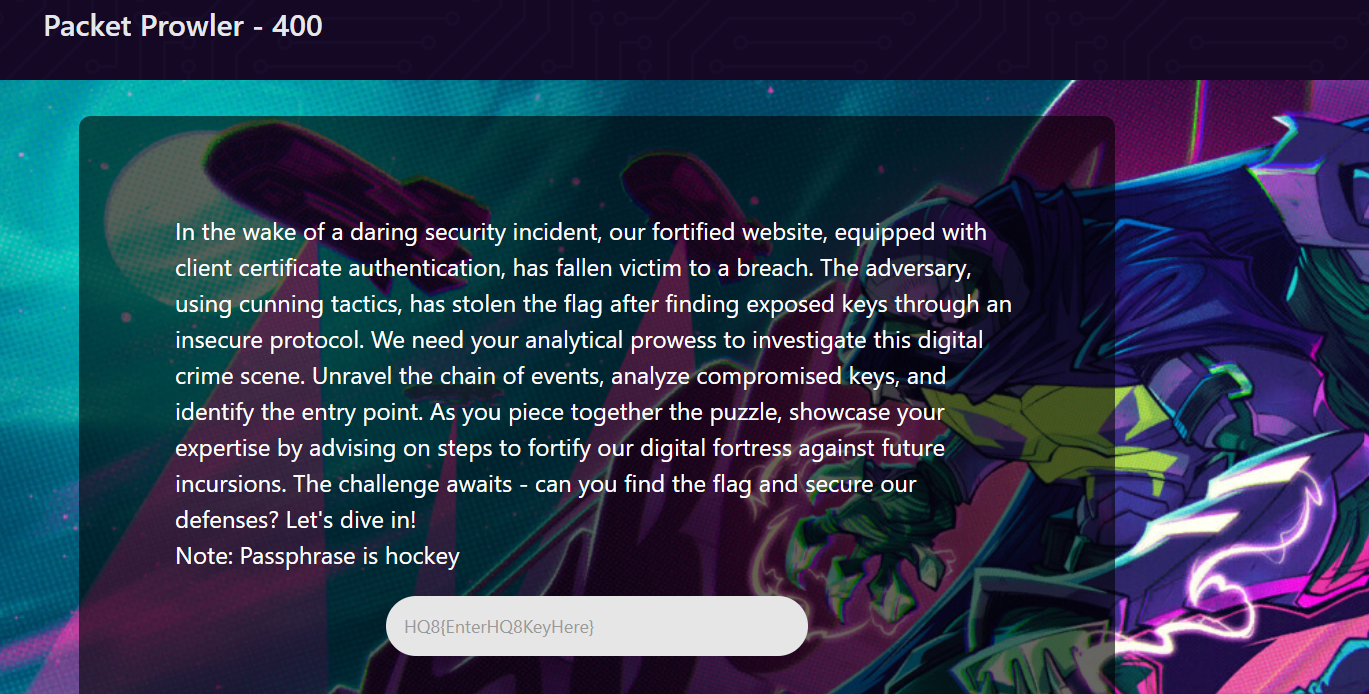 Packet Prowler - 400
In the wake of a daring security incident, our fortified website, equipped with
client certificate authentication, has fallen victim to a breach. The adversary,
using cunning tactics, has stolen the flag after finding exposed keys through an
insecure protocol. We need your analytical prowess to investigate this digital
crime scene. Unravel the chain of events, analyze compromised keys, and
identify the entry point. As you piece together the puzzle, showcase your
expertise by advising on steps to fortify our digital fortress against future
incursions. The challenge awaits - can you find the flag and secure our
defenses? Let's dive in!
Note: Passphrase is hockey
HQ8{EnterHQ8KeyHere}